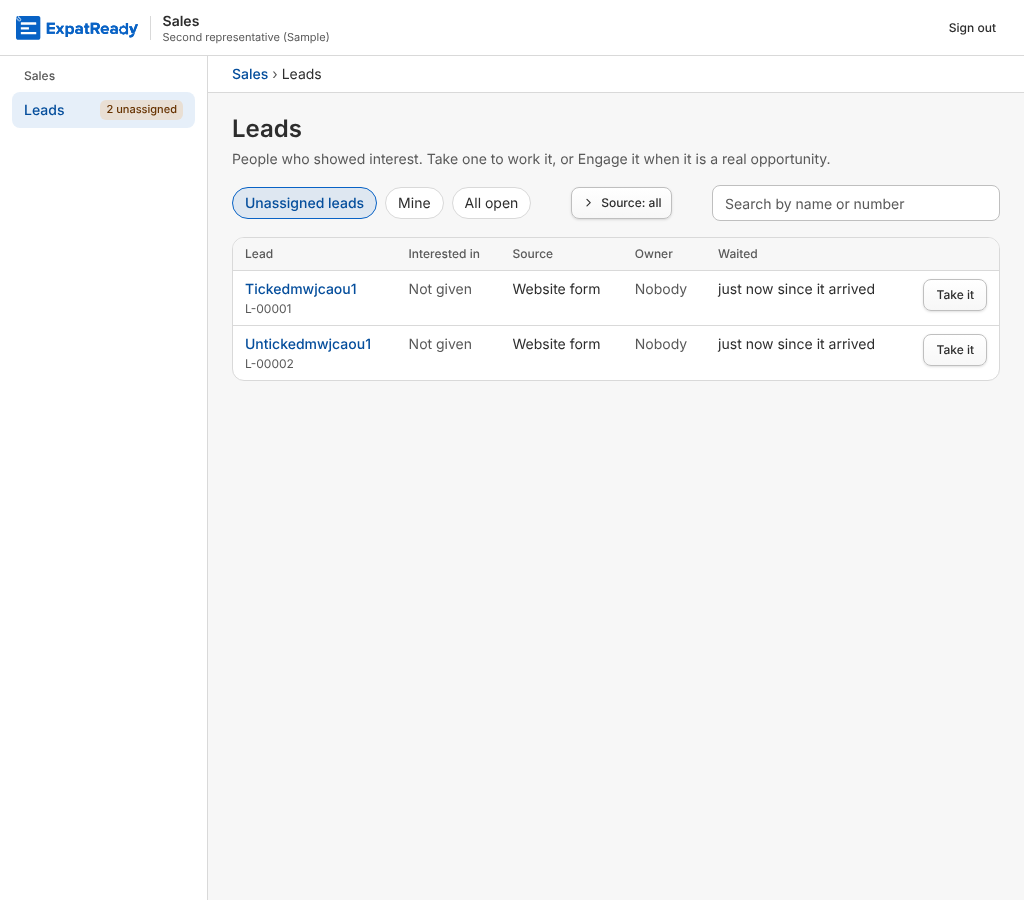 ExpatReady
Sales
Second representative (Sample)
Sign out
Sales
Leads
2 unassigned
Sales › Leads
Leads
People who showed interest. Take one to work it, or Engage it when it is a real opportunity.
Unassigned leads
Mine
All open
Source: all
Search by name or number
Lead Interested in Source Owner Waited
Tickedmwjcaou1 Not given Website form Nobody just now since it arrived Take it
L-00001
Untickedmwjcaou1 Not given Website form Nobody just now since it arrived Take it
L-00002